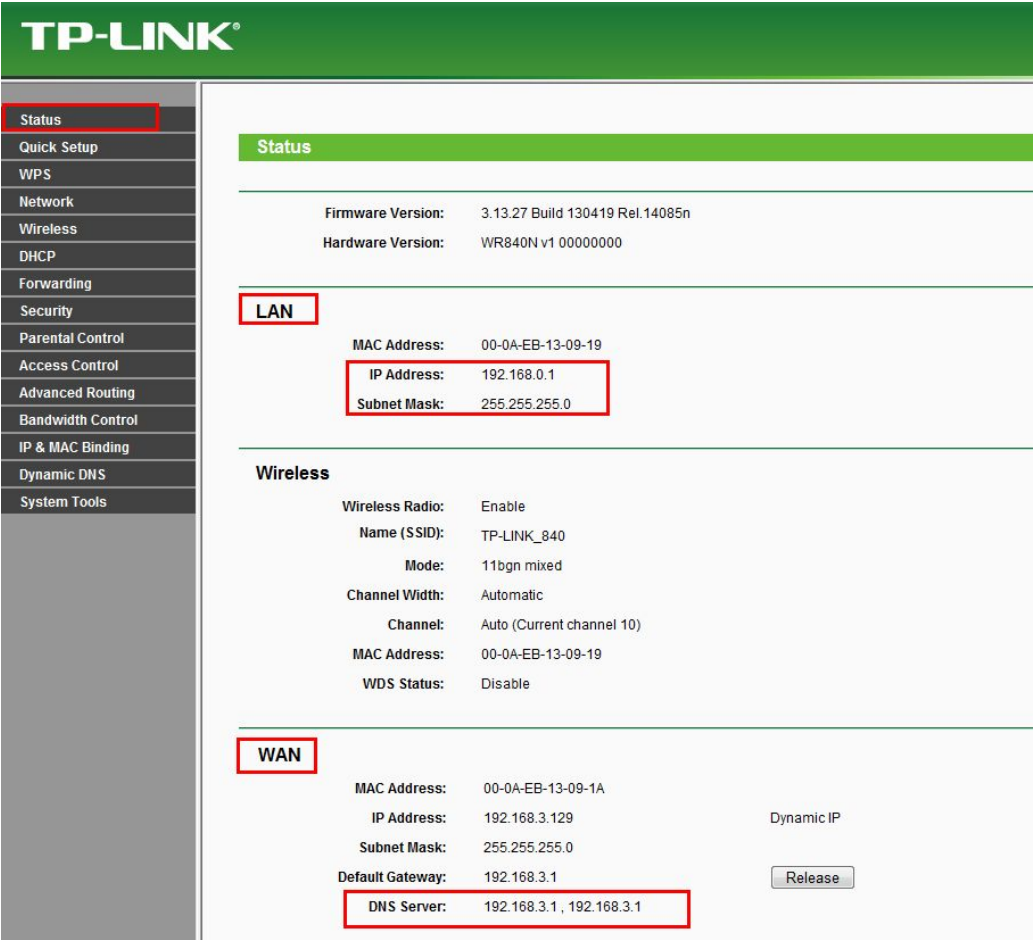 TP-LINK®
Status
Quick Setup
WPS
Network
Wireless
DHCP
Forwarding
Security
Parental Control
Access Control
Advanced Routing
Bandwidth Control
IP & MAC Binding
Dynamic DNS
System Tools
Status
Firmware Version: 3.13.27 Build 130419 Rel.14085n
Hardware Version: WR840N v1 00000000
LAN
MAC Address: 00-0A-EB-13-09-19
IP Address: 192.168.0.1
Subnet Mask: 255.255.255.0
Wireless
Wireless Radio: Enable
Name (SSID): TP-LINK_840
Mode: 11bgn mixed
Channel Width: Automatic
Channel: Auto (Current channel 10)
MAC Address: 00-0A-EB-13-09-19
WDS Status: Disable
WAN
MAC Address: 00-0A-EB-13-09-1A
IP Address: 192.168.3.129 Dynamic IP
Subnet Mask: 255.255.255.0
Default Gateway: 192.168.3.1 Release
DNS Server: 192.168.3.1 , 192.168.3.1